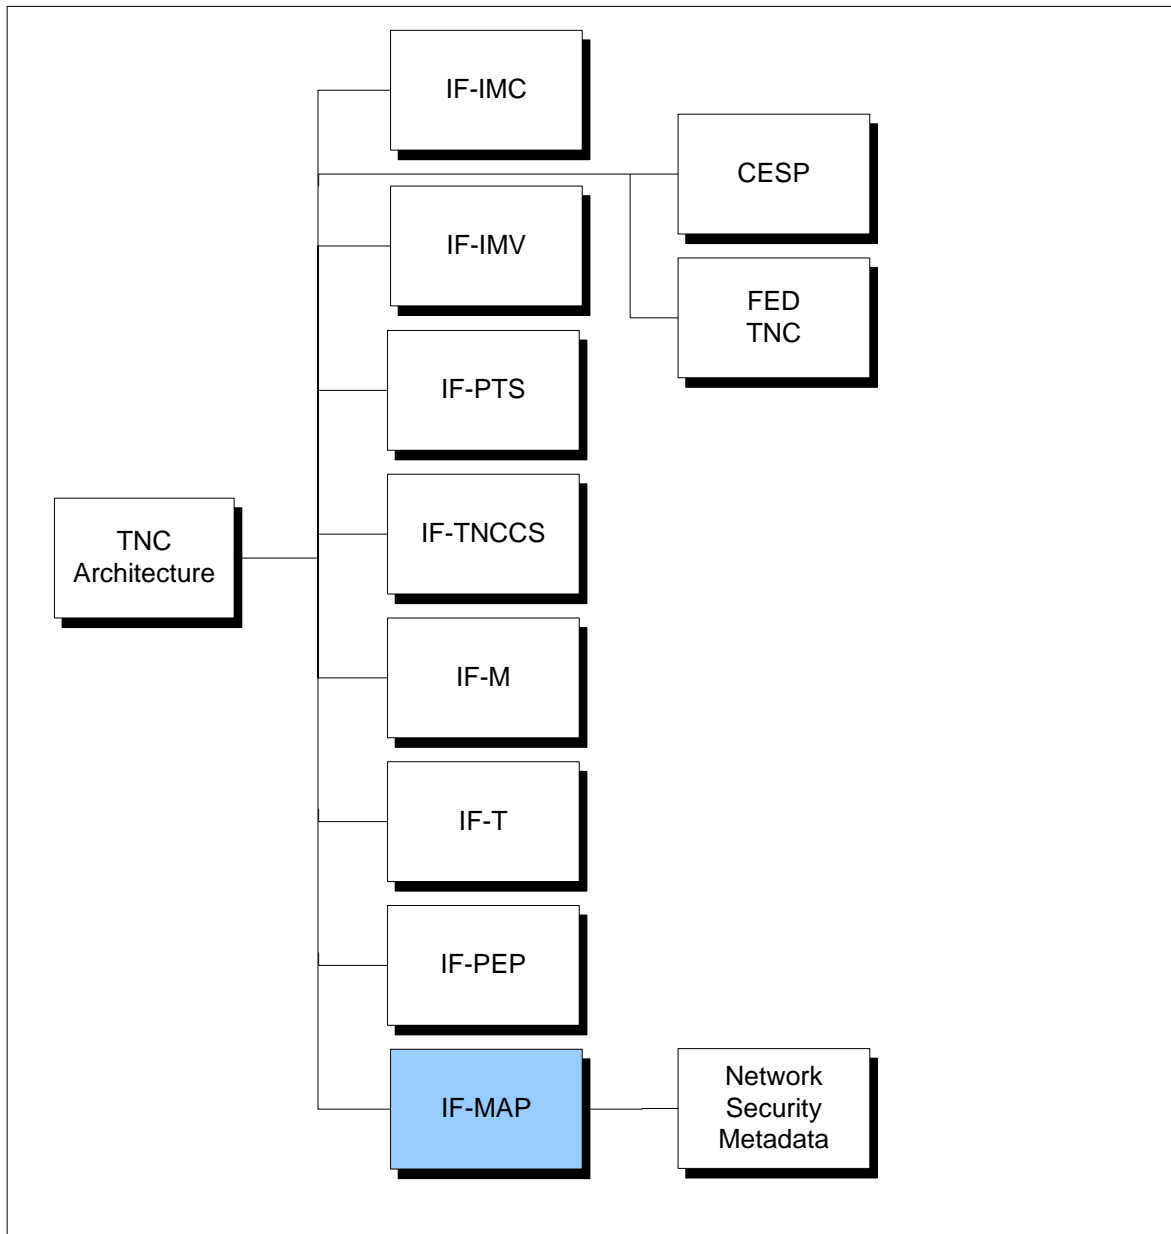 IF-IMC
CESP
IF-IMV
FED
TNC
IF-PTS
IF-TNCCS
TNC
Architecture
IF-M
IF-T
IF-PEP
IF-MAP
Network
Security
Metadata